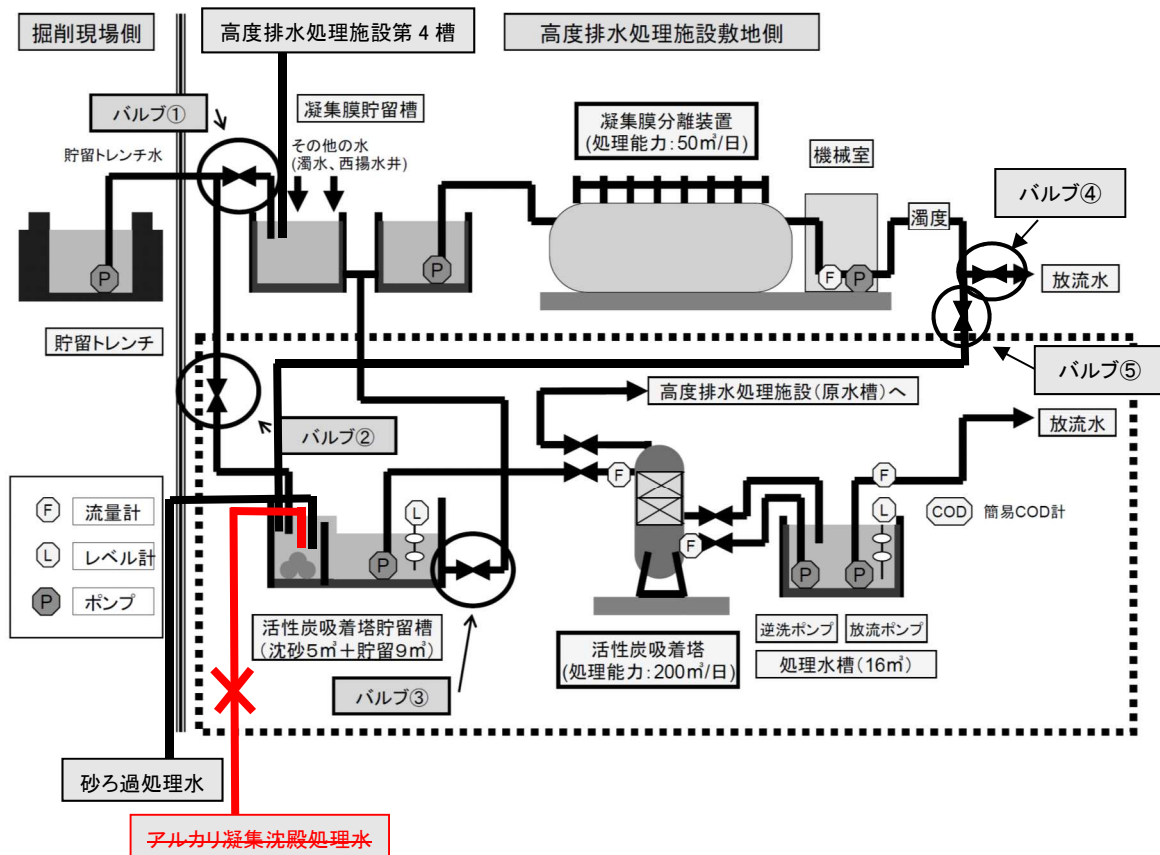 掘削現場側
高度排水処理施設第4槽
高度排水処理施設敷地側
バルブ①
凝集膜貯留槽
貯留トレンチ水
その他の水
(濁水、西揚水井)
凝集膜分離装置
(処理能力:50㎥/日)
機械室
濁度
バルブ④
放流水
P
P
F
P
貯留トレンチ
バルブ⑤
高度排水処理施設(原水槽)へ
放流水
バルブ②
F 流量計
L レベル計
P ポンプ
L
P
F
F
F
L
P
P
COD 簡易COD計
活性炭吸着塔貯留槽
(沈砂5㎥+貯留9㎥)
バルブ③
活性炭吸着塔
(処理能力:200㎥/日)
逆洗ポンプ
放流ポンプ
処理水槽(16㎥)
砂ろ過処理水
アルカリ凝集沈殿処理水